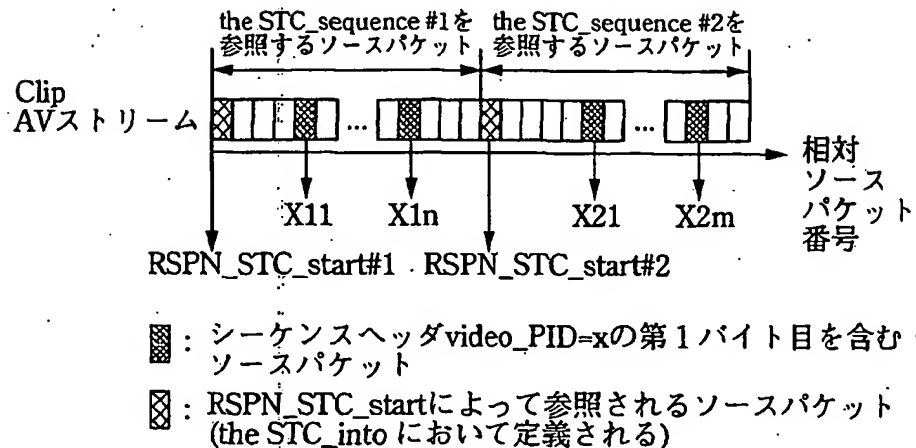 the STC_sequence #1を
参照するソースパケット
the STC_sequence #2を
参照するソースパケット
Clip
AVストリーム
...
...
相対
ソース
パケット
番号
X11
X1n
X21
X2m
RSPN_STC_start#1
RSPN_STC_start#2
: シーケンスヘッダvideo_PID=xの第1バイト目を含む
ソースパケット
: RSPN_STC_startによって参照されるソースパケット
(the STC_into において定義される)